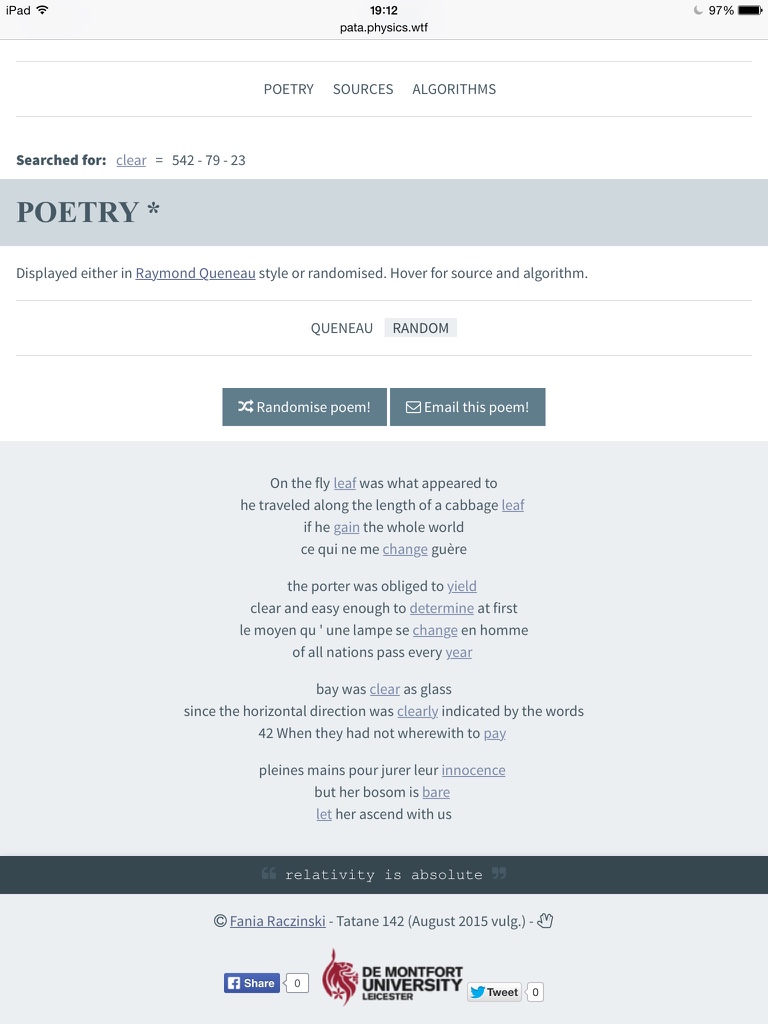 iPad 19:12 97%
pata.physics.wtf
POETRY SOURCES ALGORITHMS
Searched for: clear = 542 - 79 - 23
POETRY *
Displayed either in Raymond Queneau style or randomised. Hover for source and algorithm.
QUENEAU RANDOM
Randomise poem! Email this poem!
On the fly leaf was what appeared to
he traveled along the length of a cabbage leaf
if he gain the whole world
ce qui ne me change guère
the porter was obliged to yield
clear and easy enough to determine at first
le moyen qu ' une lampe se change en homme
of all nations pass every year
bay was clear as glass
since the horizontal direction was clearly indicated by the words
42 When they had not wherewith to pay
pleines mains pour jurer leur innocence
but her bosom is bare
let her ascend with us
“ relativity is absolute ”
© Fania Raczinski - Tatane 142 (August 2015 vulg.) -
Share 0
DE MONTFORT
UNIVERSITY
LEICESTER
Tweet 0